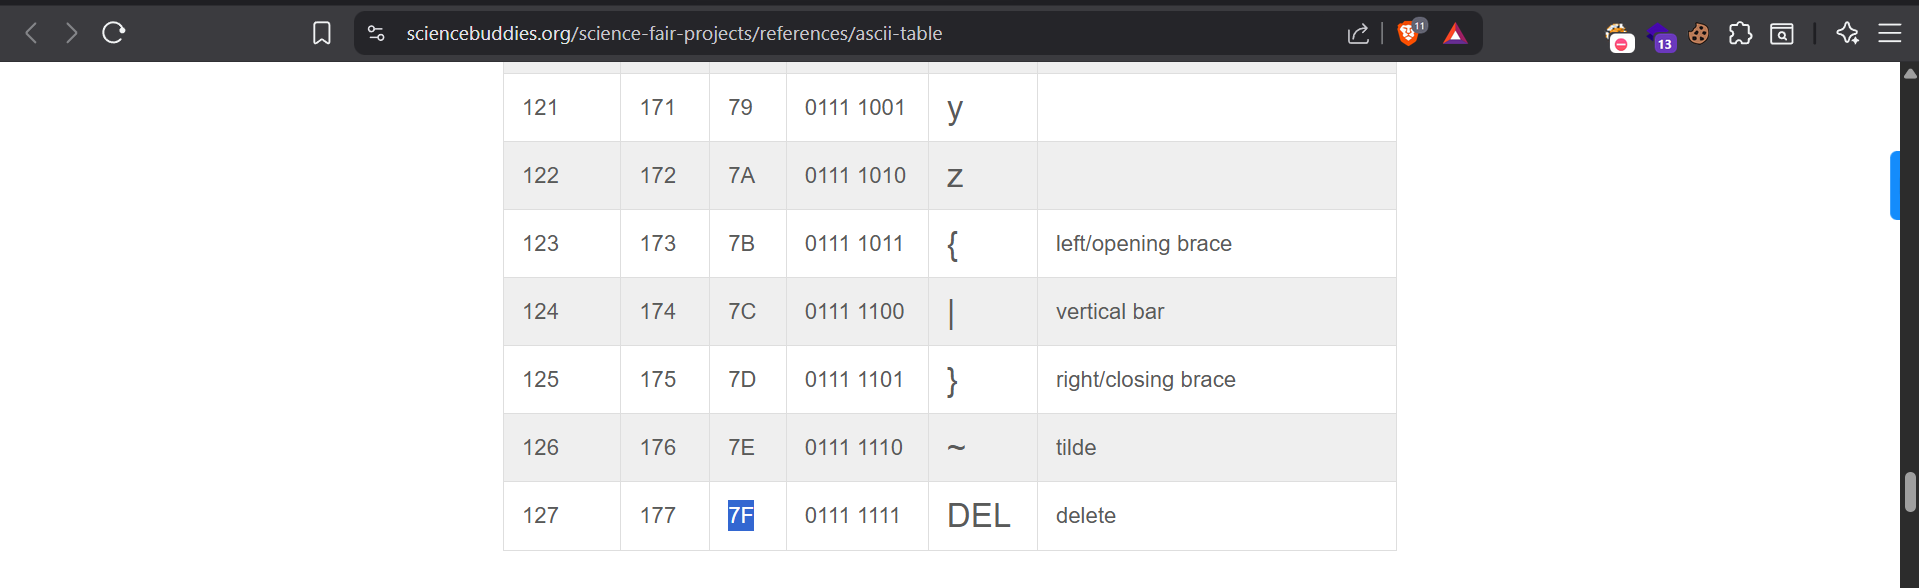 sciencebuddies.org/science-fair-projects/references/ascii-table
11
13
121 171 79 0111 1001 y
122 172 7A 0111 1010 z
123 173 7B 0111 1011 { left/opening brace
124 174 7C 0111 1100 | vertical bar
125 175 7D 0111 1101 } right/closing brace
126 176 7E 0111 1110 ~ tilde
127 177 7F 0111 1111 DEL delete